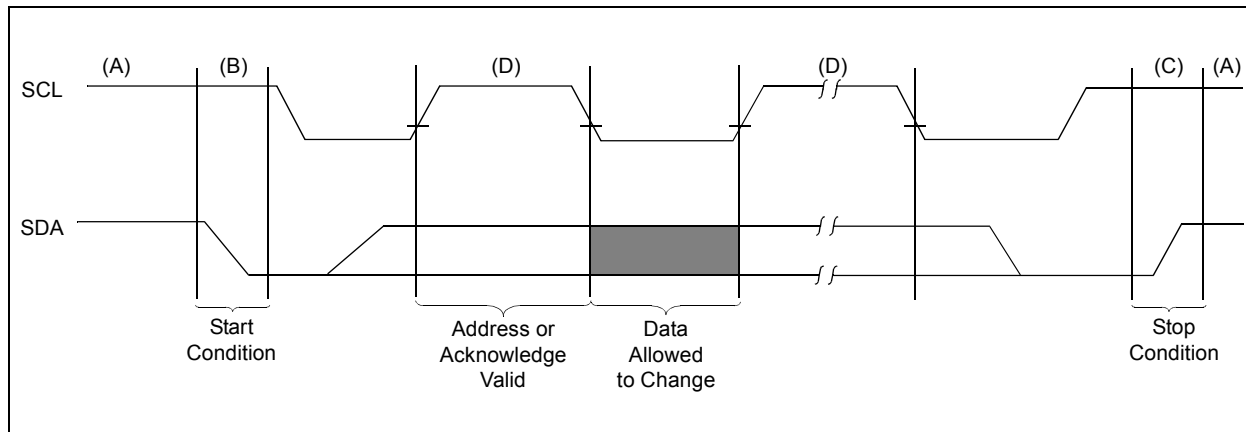 (A) (B) (D) (D) (C) (A)
SCL
SDA
Start
Condition
Address or
Acknowledge
Valid
Data
Allowed
to Change
Stop
Condition